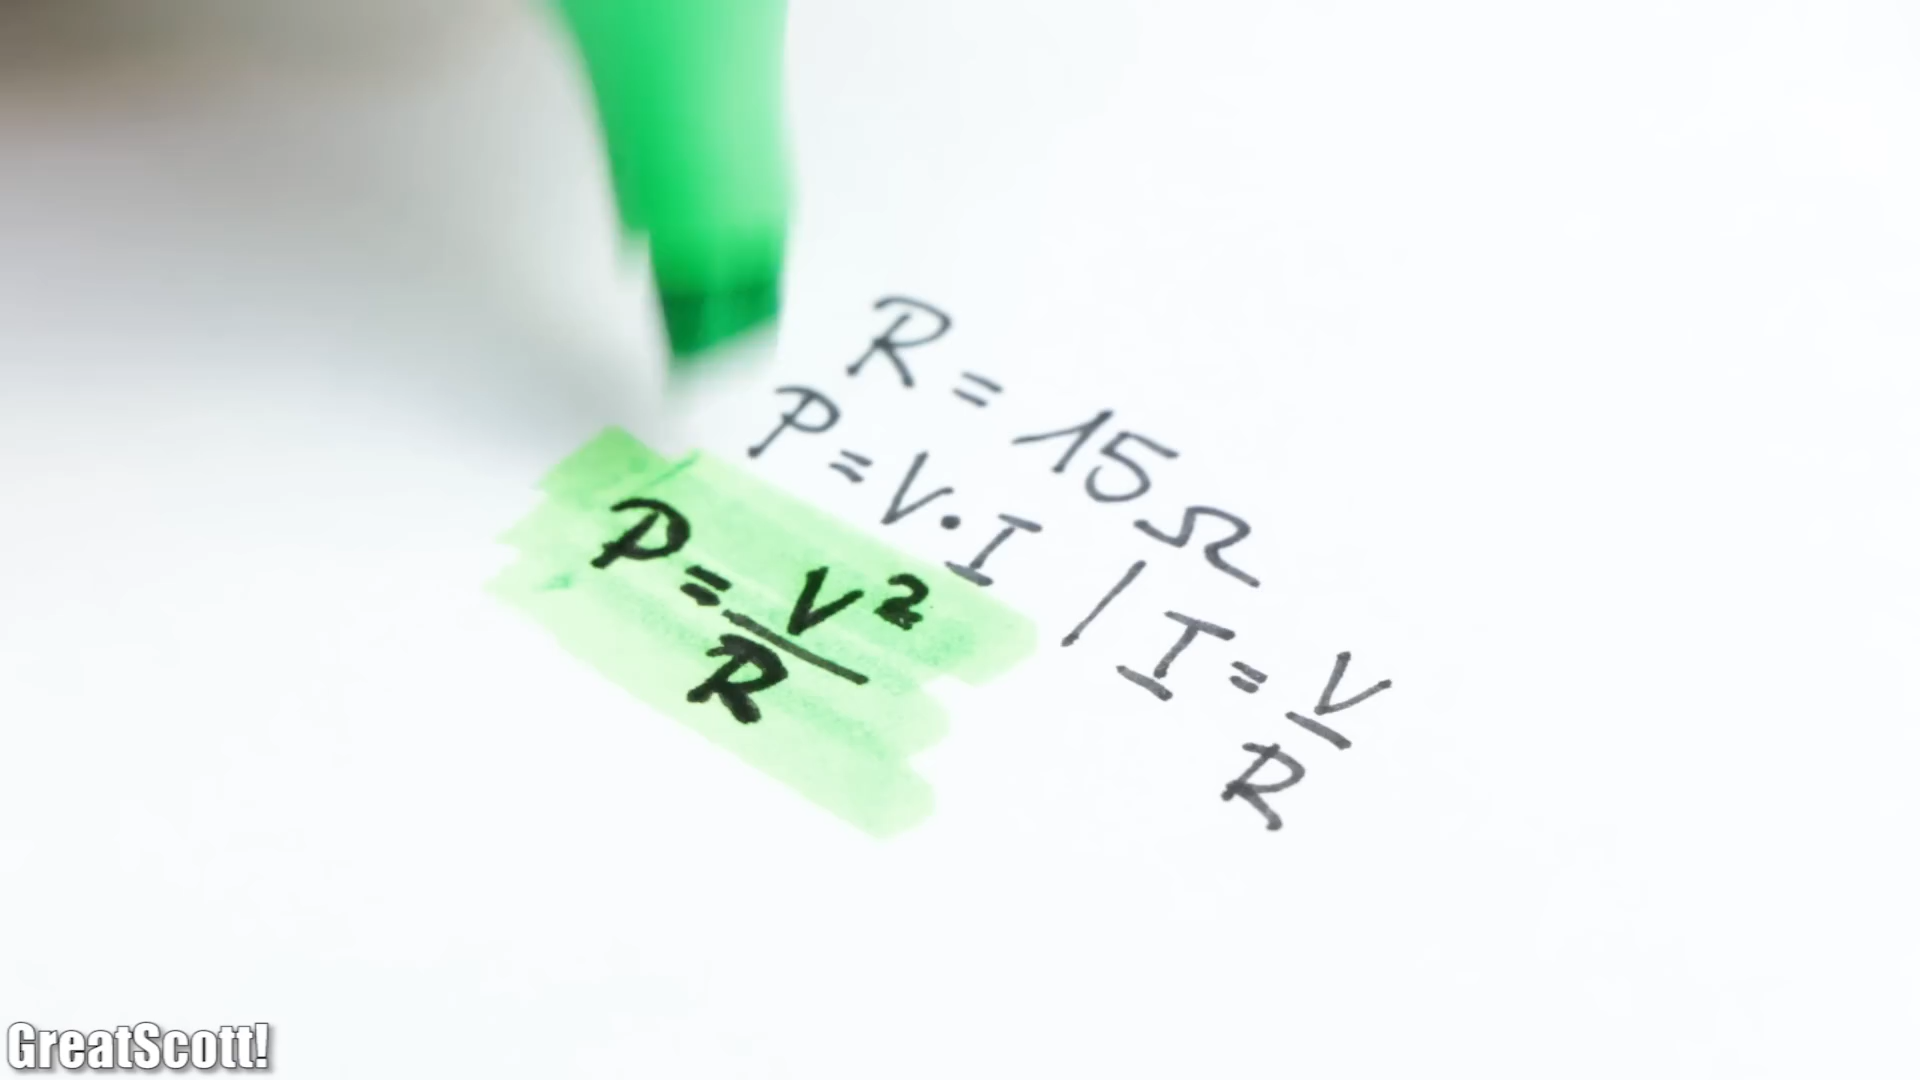 R = 15Ω
P = V·I | I = V/R
P = V²/R
GreatScott!